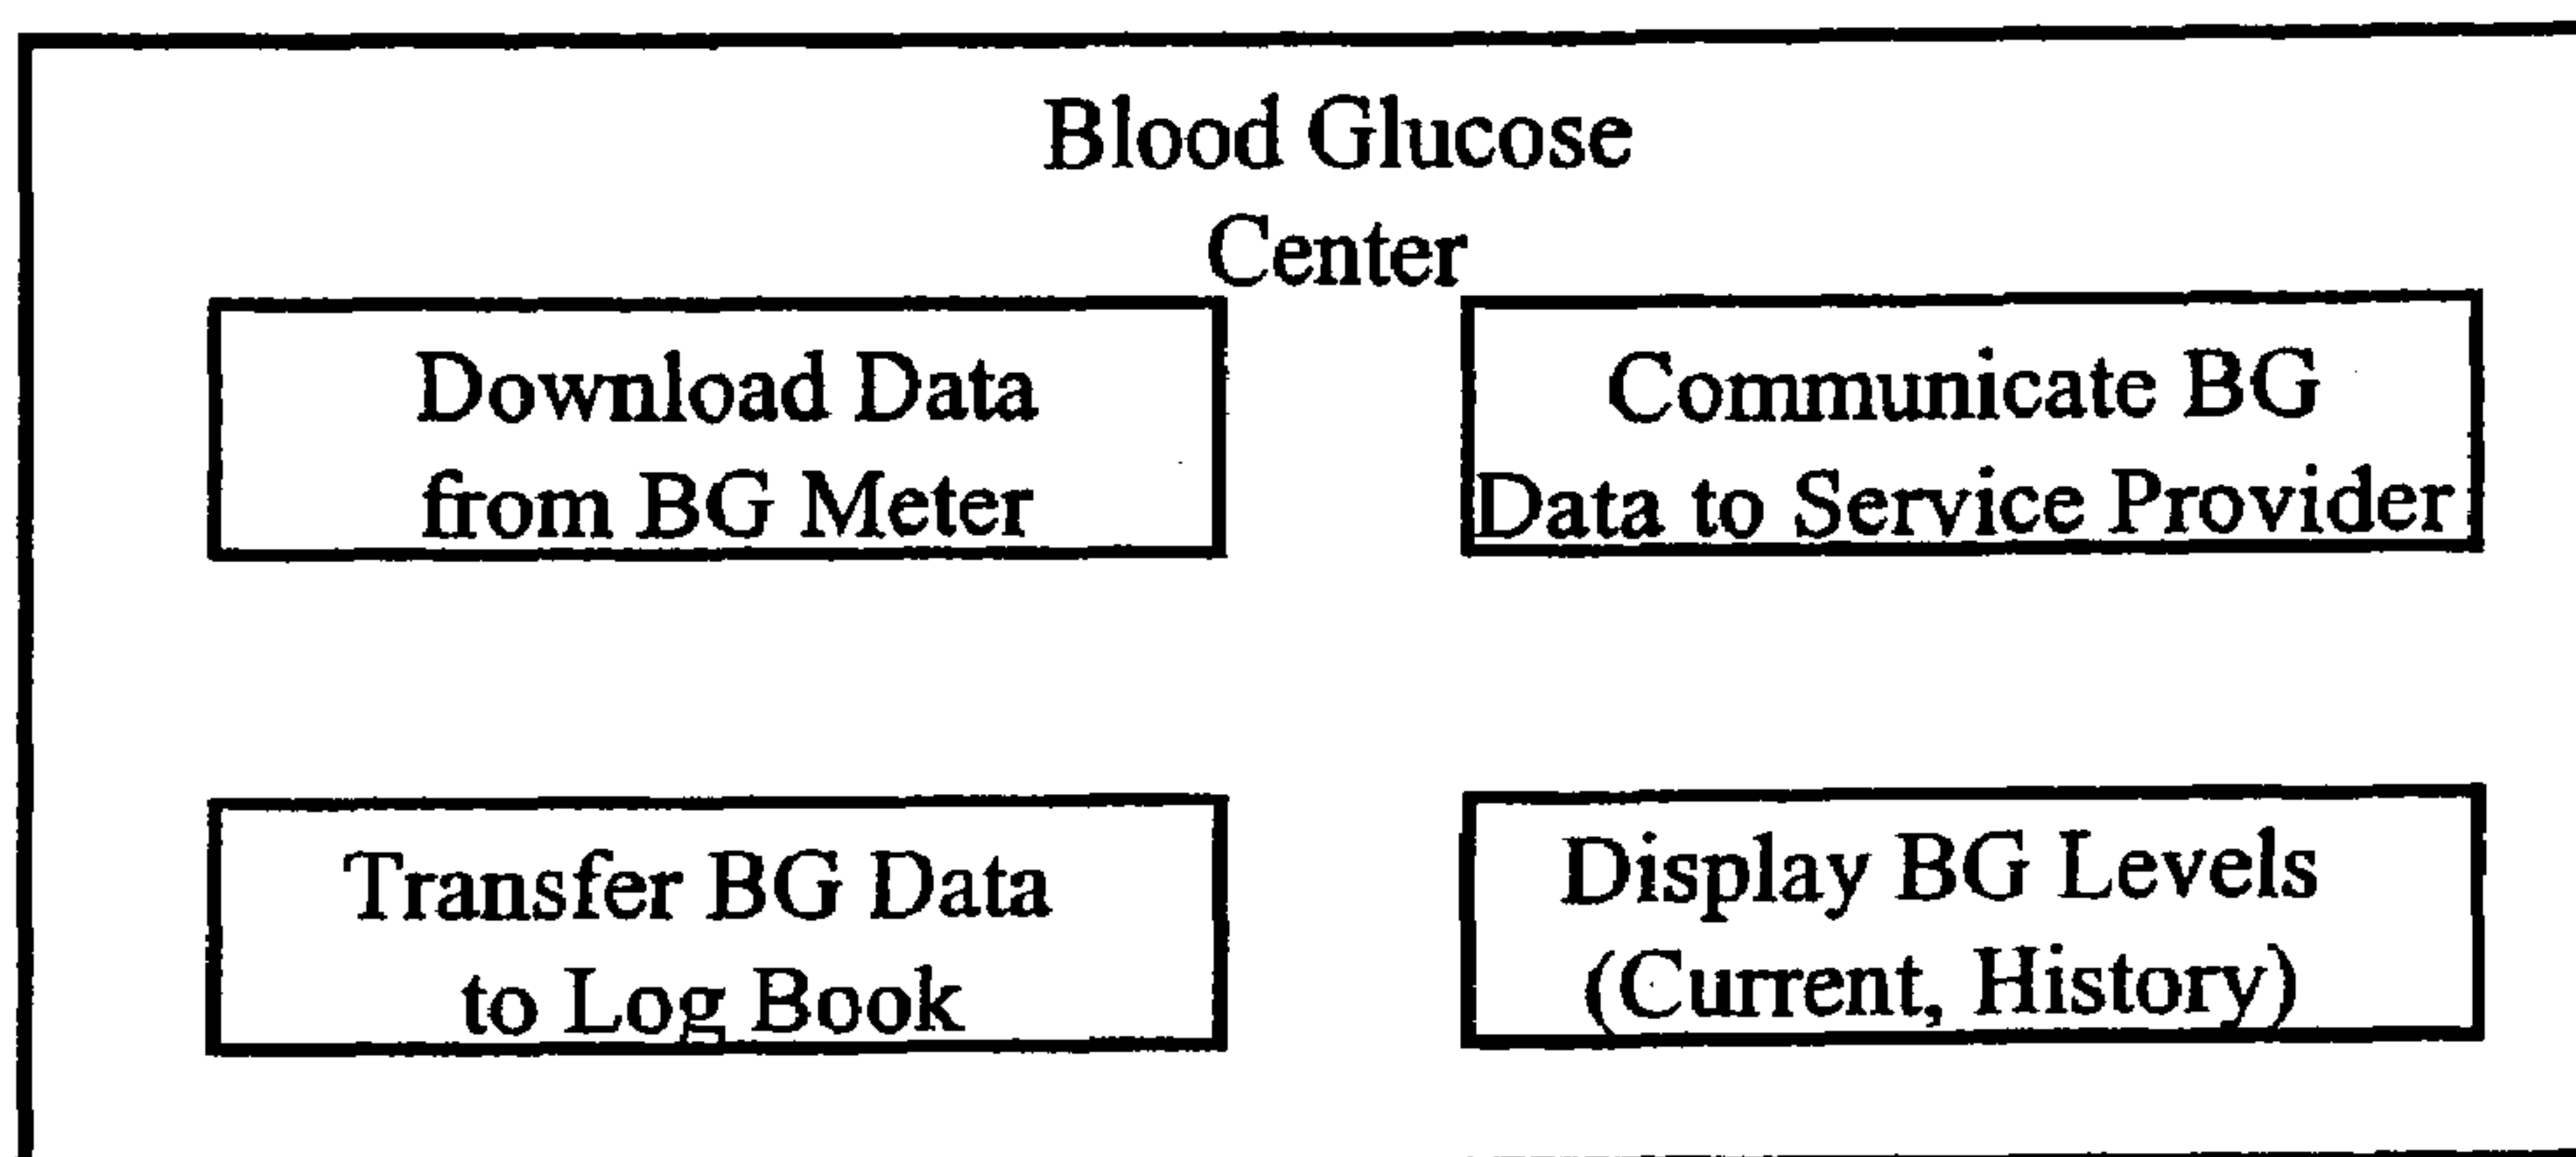 Blood Glucose
Center
Download Data
from BG Meter
Communicate BG
Data to Service Provider
Transfer BG Data
to Log Book
Display BG Levels
(Current, History)